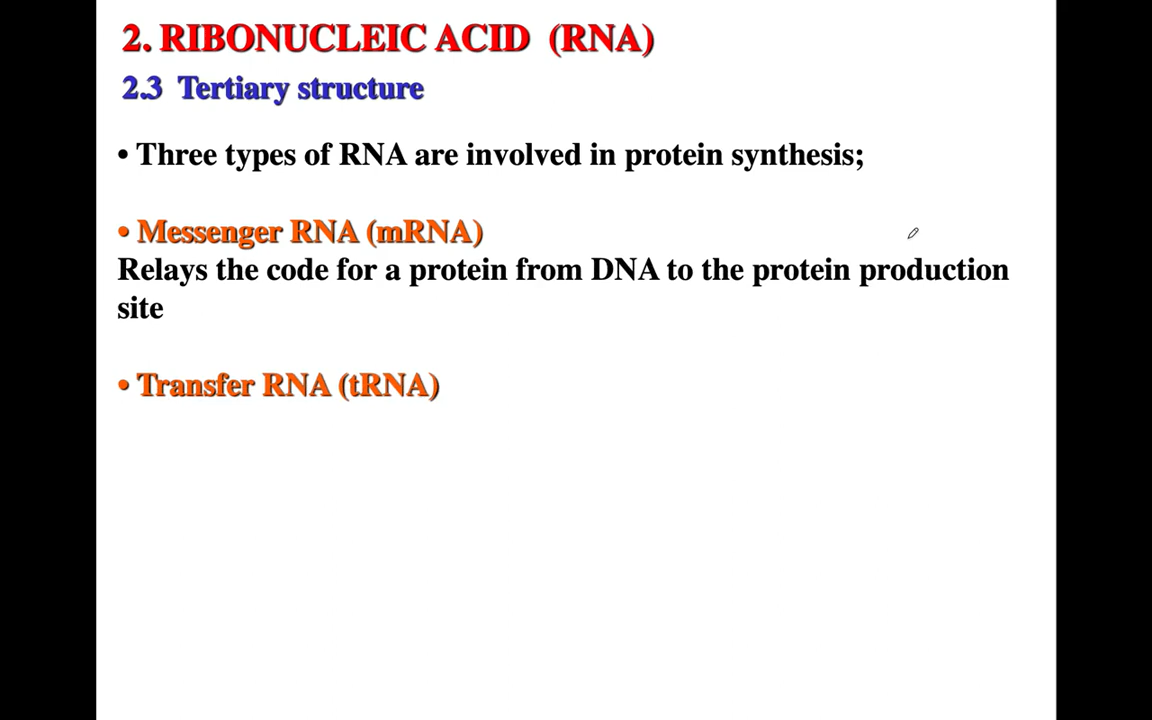 2. RIBONUCLEIC ACID (RNA)
2.3 Tertiary structure
• Three types of RNA are involved in protein synthesis;
• Messenger RNA (mRNA)
Relays the code for a protein from DNA to the protein production
site
• Transfer RNA (tRNA)